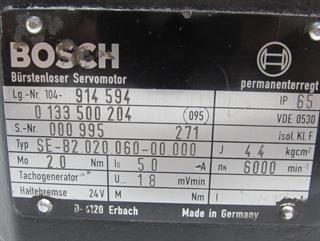 BOSCH
Bürstenloser Servomotor permanenterregt
Lg.-Nr. 104- 914 594 IP 65
0 133 500 204 (095) VDE 0530
S.-Nr. 000 995 271 isol. Kl. F
Typ SE-B2.020.060-00.000 J 4.4 kgcm²
Mo 2.0 Nm Io 5.0 A nN 6000 min⁻¹
Tachogenerator U 1.8 mVmin
Haltebremse 24V
D-6120 Erbach Made in Germany